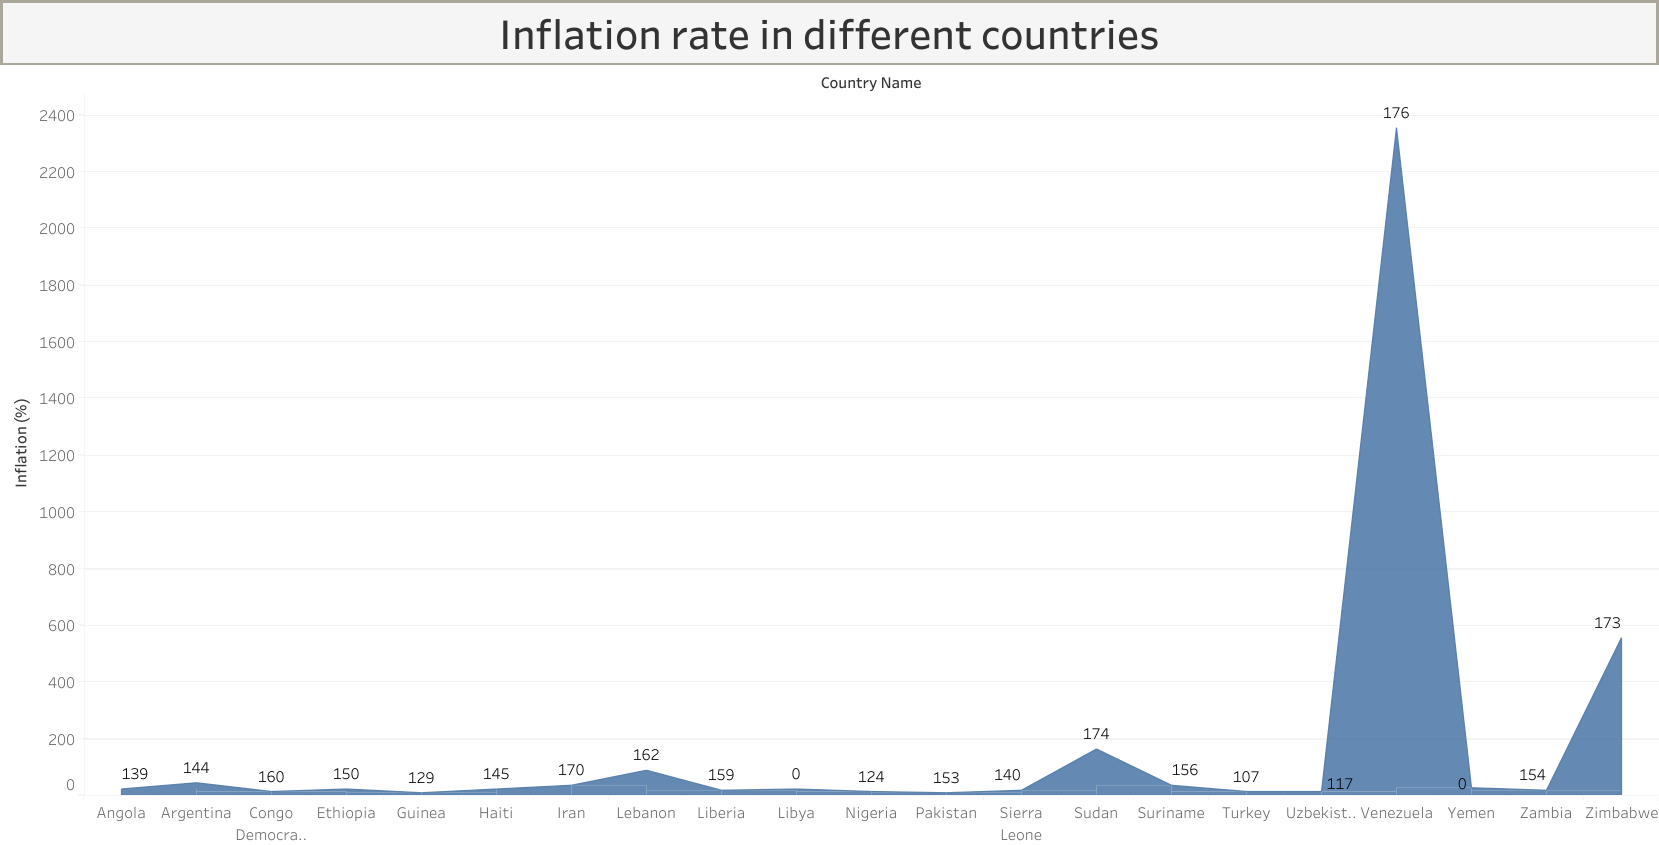 Inflation rate in different countries
Country Name
Inflation (%)
2400
2200
2000
1800
1600
1400
1200
1000
800
600
400
200
0
139
144
160
150
129
145
170
162
159
0
124
153
140
174
156
107
117
176
0
154
173
Angola
Argentina
Congo
Democra..
Ethiopia
Guinea
Haiti
Iran
Lebanon
Liberia
Libya
Nigeria
Pakistan
Sierra
Leone
Sudan
Suriname
Turkey
Uzbekist..
Venezuela
Yemen
Zambia
Zimbabwe